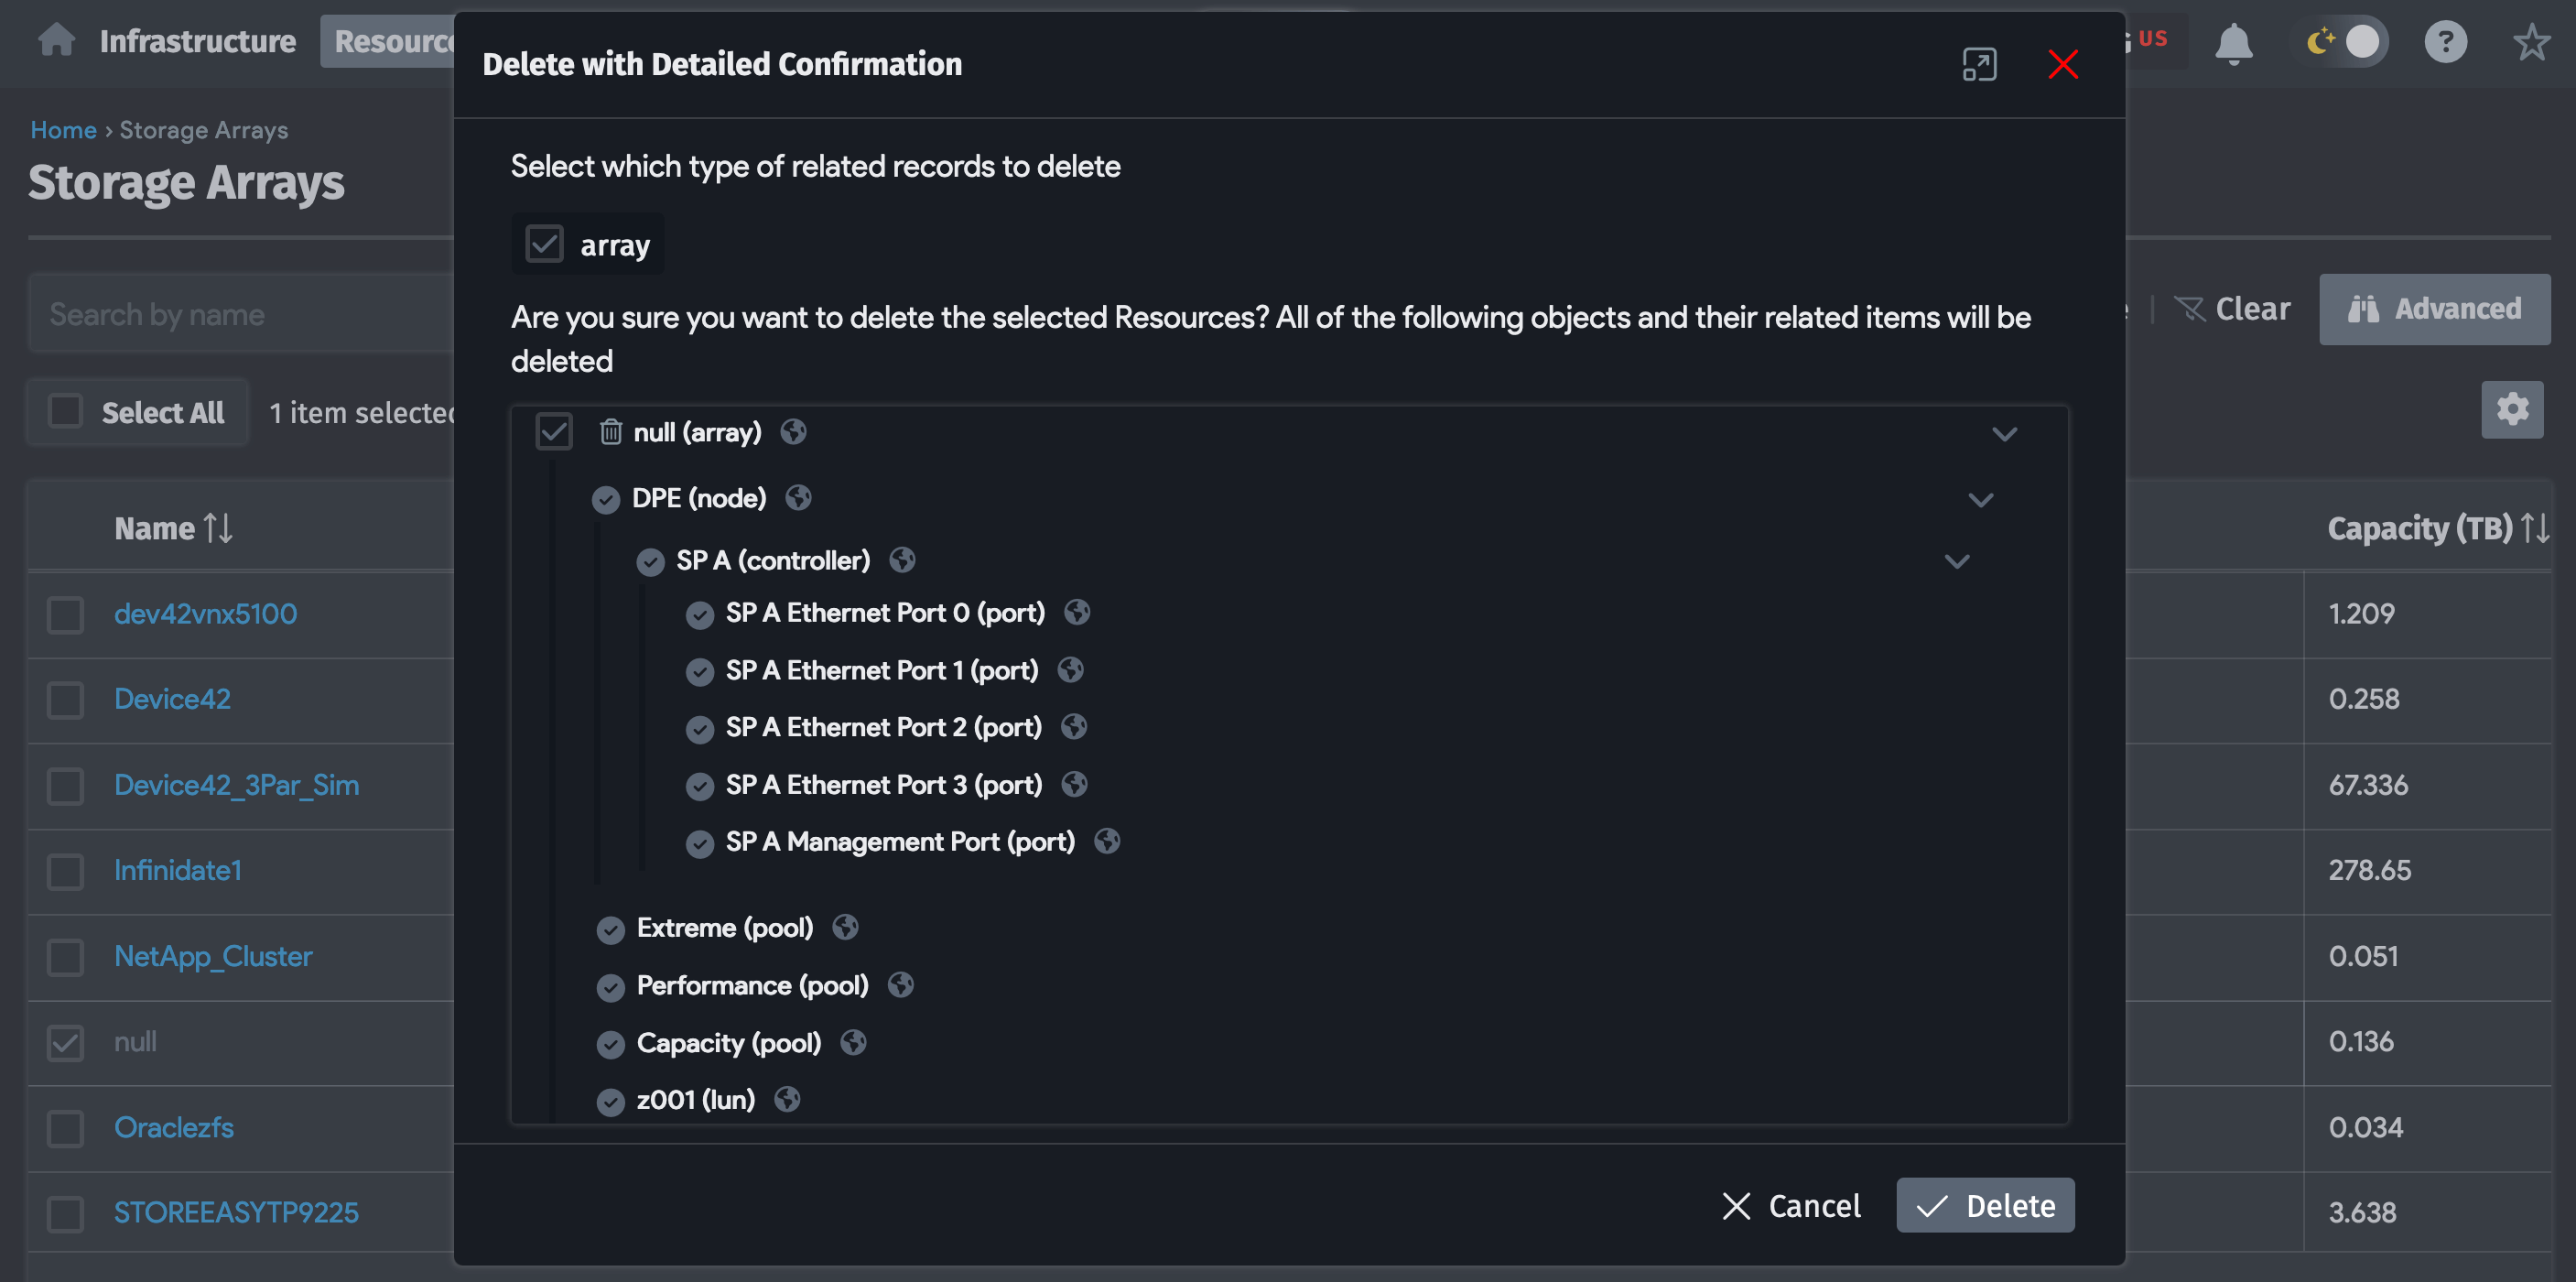 Infrastructure
US
Home › Storage Arrays
Storage Arrays
Search by name
Clear
Advanced
Select All
1 item selected
Name
Capacity (TB)
dev42vnx5100
1.209
Device42
0.258
Device42_3Par_Sim
67.336
Infinidate1
278.65
NetApp_Cluster
0.051
null
0.136
Oraclezfs
0.034
STOREEASYTP9225
3.638
Delete with Detailed Confirmation
Select which type of related records to delete
array
Are you sure you want to delete the selected Resources? All of the following objects and their related items will be
deleted
null (array)
DPE (node)
SP A (controller)
SP A Ethernet Port 0 (port)
SP A Ethernet Port 1 (port)
SP A Ethernet Port 2 (port)
SP A Ethernet Port 3 (port)
SP A Management Port (port)
Extreme (pool)
Performance (pool)
Capacity (pool)
z001 (lun)
Cancel
Delete